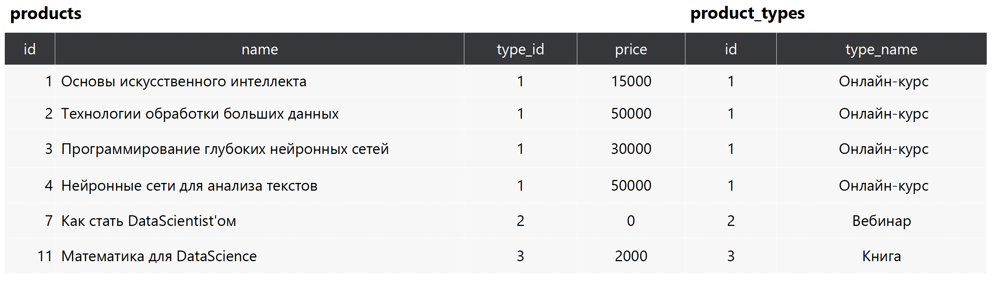 products product_types
id name type_id price id type_name
1 Основы искусственного интеллекта 1 15000 1 Онлайн-курс
2 Технологии обработки больших данных 1 50000 1 Онлайн-курс
3 Программирование глубоких нейронных сетей 1 30000 1 Онлайн-курс
4 Нейронные сети для анализа текстов 1 50000 1 Онлайн-курс
7 Как стать DataScientist'ом 2 0 2 Вебинар
11 Математика для DataScience 3 2000 3 Книга